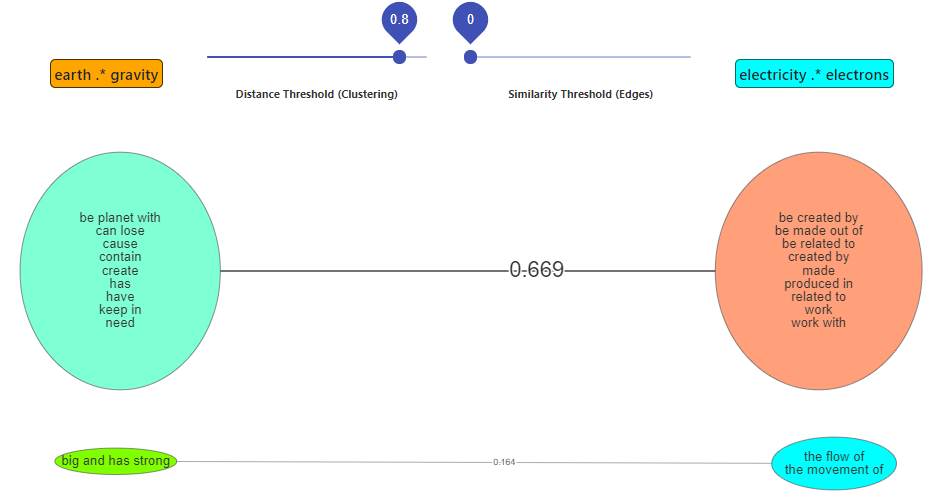 0.8
0
earth .* gravity
electricity .* electrons
Distance Threshold (Clustering)
Similarity Threshold (Edges)
be planet with
can lose
cause
contain
create
has
have
keep in
need
0.669
be created by
be made out of
be related to
created by
made
produced in
related to
work
work with
big and has strong
0.164
the flow of
the movement of